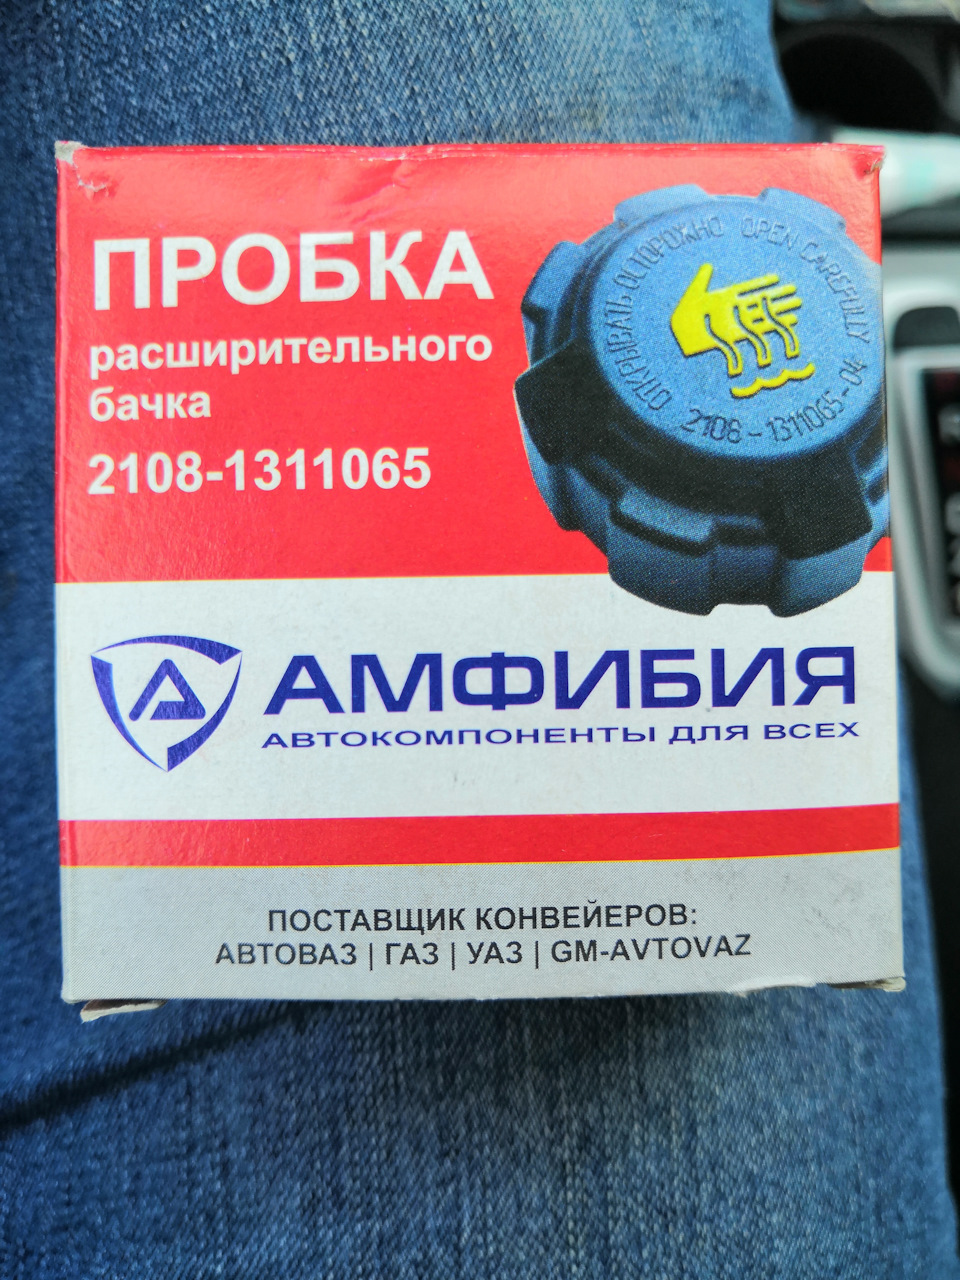 ПРОБКА
расширительного
бачка
2108-1311065
ОТКРЫВАТЬ ОСТОРОЖНО OPEN CAREFULLY
2108-1311065-04
АМФИБИЯ
АВТОКОМПОНЕНТЫ ДЛЯ ВСЕХ
ПОСТАВЩИК КОНВЕЙЕРОВ:
АВТОВАЗ | ГАЗ | УАЗ | GM-AVTOVAZ